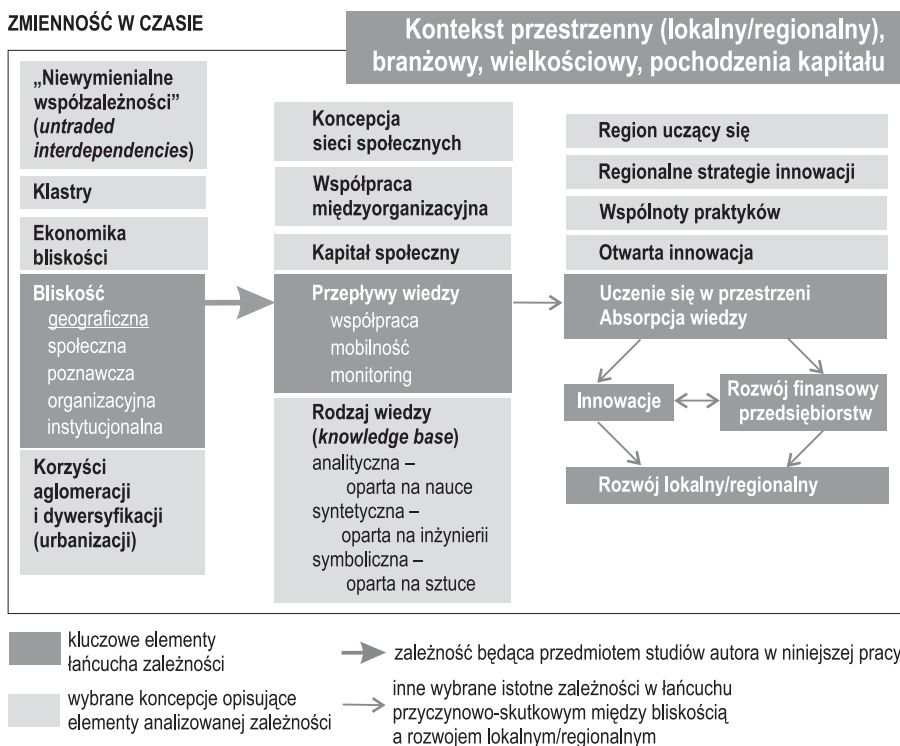 ZMIENNOŚĆ W CZASIE
Kontekst przestrzenny (lokalny/regionalny),
branżowy, wielkościowy, pochodzenia kapitału
„Niewymienialne
współzależności”
(untraded
interdependencies)
Klastry
Ekonomika
bliskości
Bliskość
geograficzna
społeczna
poznawcza
organizacyjna
instytucjonalna
Korzyści
aglomeracji
i dywersyfikacji
(urbanizacji)
Koncepcja
sieci społecznych
Współpraca
międzyorganizacyjna
Kapitał społeczny
Przepływy wiedzy
współpraca
mobilność
monitoring
Rodzaj wiedzy
(knowledge base)
analityczna –
oparta na nauce
syntetyczna –
oparta na inżynierii
symboliczna –
oparta na sztuce
Region uczący się
Regionalne strategie innowacji
Wspólnoty praktyków
Otwarta innowacja
Uczenie się w przestrzeni
Absorpcja wiedzy
Innowacje
Rozwój finansowy
przedsiębiorstw
Rozwój lokalny/regionalny
kluczowe elementy
łańcucha zależności
wybrane koncepcje opisujące
elementy analizowanej zależności
zależność będąca przedmiotem studiów autora w niniejszej pracy
inne wybrane istotne zależności w łańcuchu
przyczynowo-skutkowym między bliskością
a rozwojem lokalnym/regionalnym